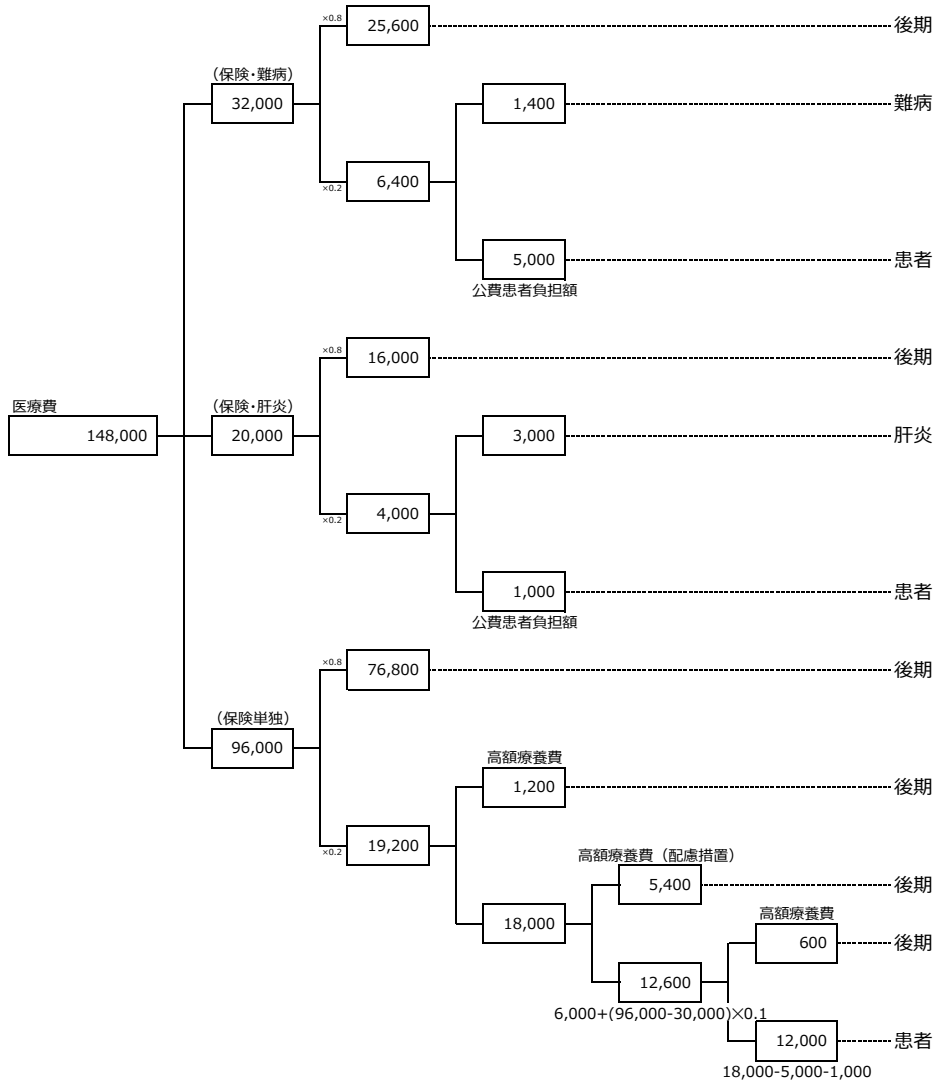 ×0.8
25,600
後期
（保険・難病）
32,000
1,400
難病
×0.2
6,400
5,000
患者
公費患者負担額
×0.8
16,000
後期
医療費
148,000
（保険・肝炎）
20,000
3,000
肝炎
×0.2
4,000
1,000
患者
公費患者負担額
×0.8
76,800
後期
（保険単独）
96,000
高額療養費
1,200
後期
×0.2
19,200
高額療養費（配慮措置）
5,400
後期
18,000
高額療養費
600
後期
12,600
6,000+(96,000-30,000)×0.1
12,000
患者
18,000-5,000-1,000